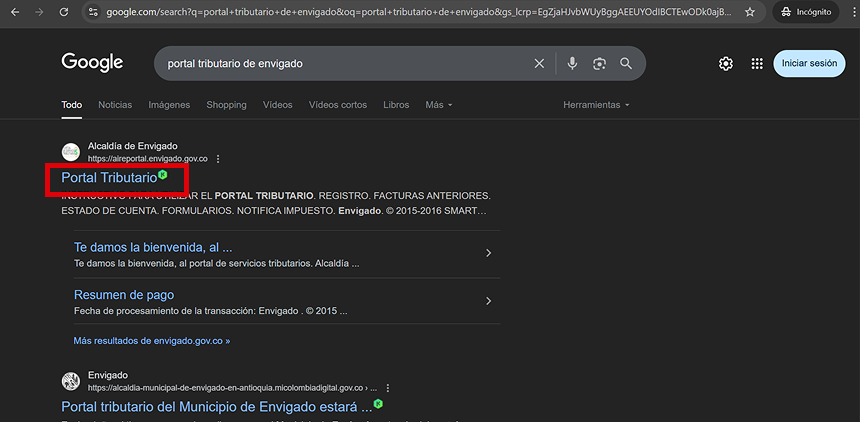 google.com/search?q=portal+tributario+de+envigado&oq=portal+tributario+de+envigado&gs_lcrp=EgZjaHJvbWUyBggAEEUYOdIBCTEwODk0ajB...
Incógnito
Google
portal tributario de envigado
Iniciar sesión
Todo Noticias Imágenes Shopping Vídeos Vídeos cortos Libros Más Herramientas
Alcaldía de Envigado
https://aireportal.envigado.gov.co
Portal Tributario
PARA UTILIZAR EL PORTAL TRIBUTARIO. REGISTRO. FACTURAS ANTERIORES.
ESTADO DE CUENTA. FORMULARIOS. NOTIFICA IMPUESTO. Envigado. © 2015-2016 SMART…
Te damos la bienvenida, al ...
Te damos la bienvenida, al portal de servicios tributarios. Alcaldía ...
Resumen de pago
Fecha de procesamiento de la transacción: Envigado . © 2015 ...
Más resultados de envigado.gov.co »
Envigado
https://alcaldia-municipal-de-envigado-en-antioquia.micolombiadigital.gov.co › ...
Portal tributario del Municipio de Envigado estará ...